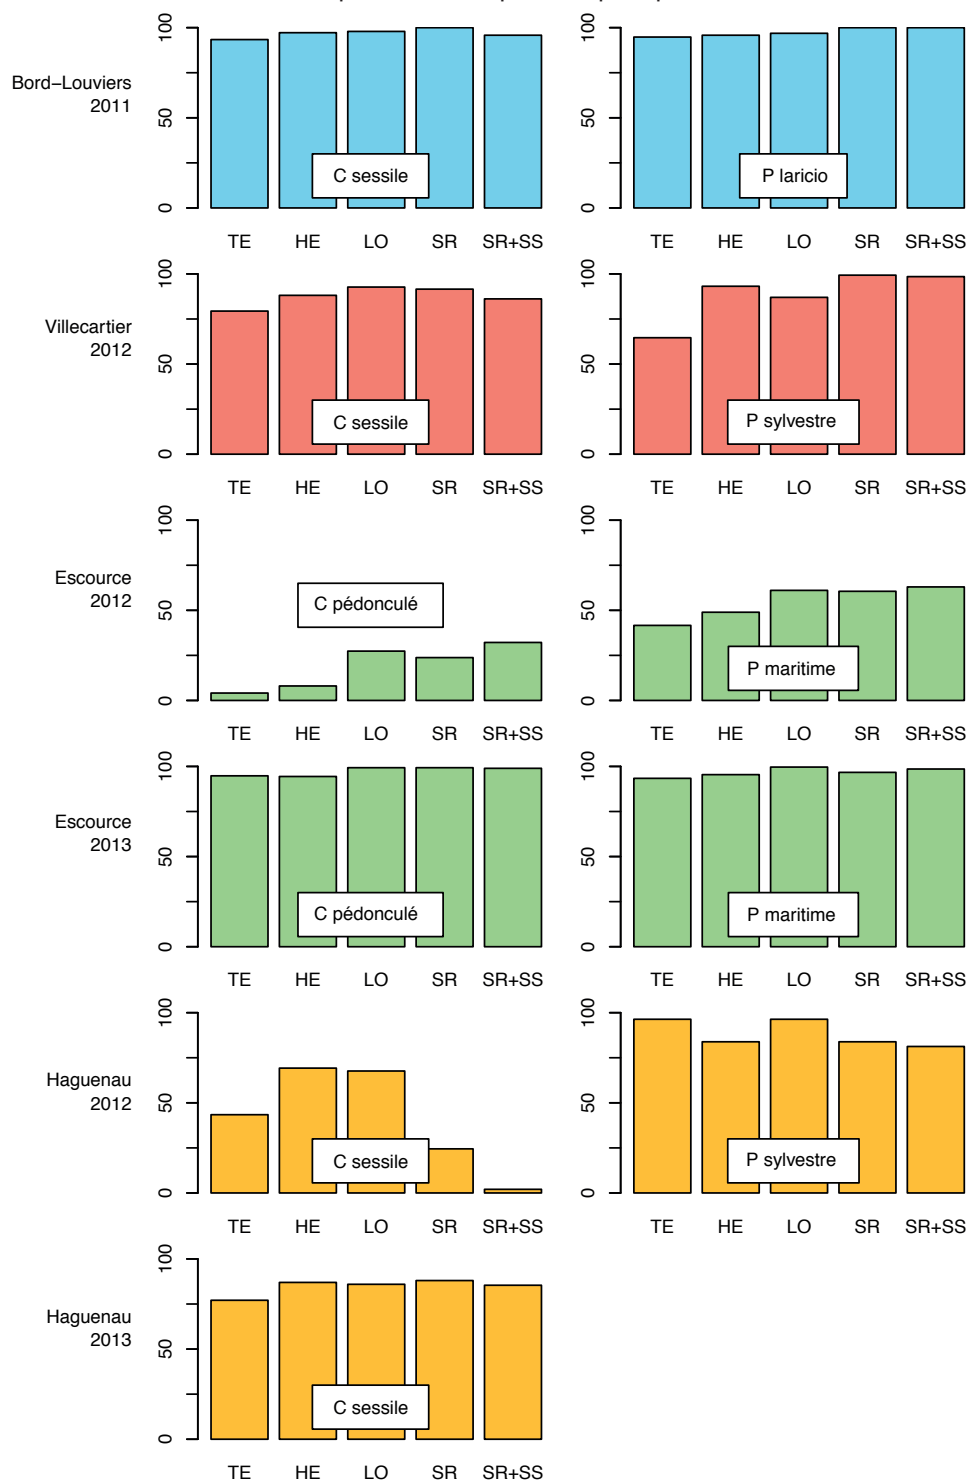 Bord–Louviers
2011
0 50 100
C sessile
TE HE LO SR SR+SS
0 50 100
P laricio
TE HE LO SR SR+SS
Villecartier
2012
0 50 100
C sessile
TE HE LO SR SR+SS
0 50 100
P sylvestre
TE HE LO SR SR+SS
Escource
2012
0 50 100
C pédonculé
TE HE LO SR SR+SS
0 50 100
P maritime
TE HE LO SR SR+SS
Escource
2013
0 50 100
C pédonculé
TE HE LO SR SR+SS
0 50 100
P maritime
TE HE LO SR SR+SS
Haguenau
2012
0 50 100
C sessile
TE HE LO SR SR+SS
0 50 100
P sylvestre
TE HE LO SR SR+SS
Haguenau
2013
0 50 100
C sessile
TE HE LO SR SR+SS